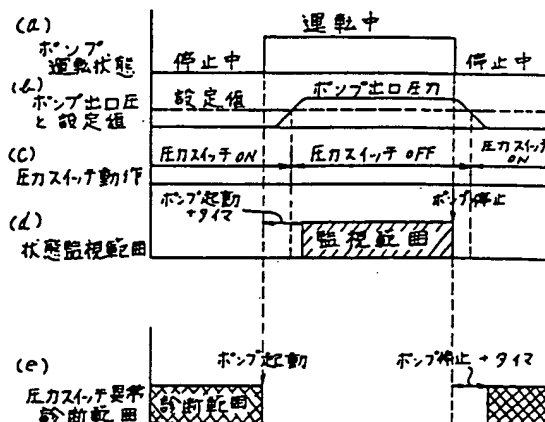 (a)
ポンプ
運転状態
停止中
運転中
停止中
(b)
ポンプ出口圧
と設定値
設定値
ポンプ出口圧力
(c)
圧力スイッチ動作
圧力スイッチON
圧力スイッチOFF
圧力スイッチ
ON
(d)
状態監視範囲
ポンプ起動
+タイマ
監視範囲
ポンプ停止
(e)
圧力スイッチ異常
診断範囲
診断範囲
ポンプ起動
ポンプ停止+タイマ